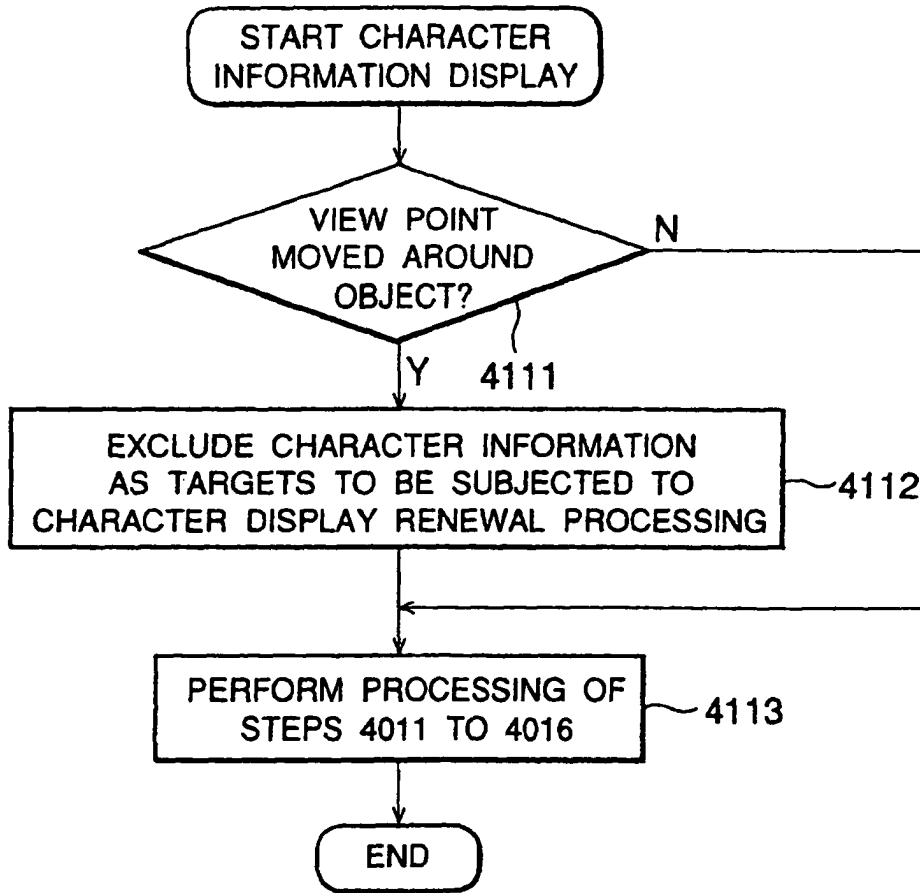 START CHARACTER
INFORMATION DISPLAY
VIEW POINT
MOVED AROUND
OBJECT?
N
4111
Y
EXCLUDE CHARACTER INFORMATION
AS TARGETS TO BE SUBJECTED TO
CHARACTER DISPLAY RENEWAL PROCESSING
4112
PERFORM PROCESSING OF
STEPS 4011 TO 4016
4113
END